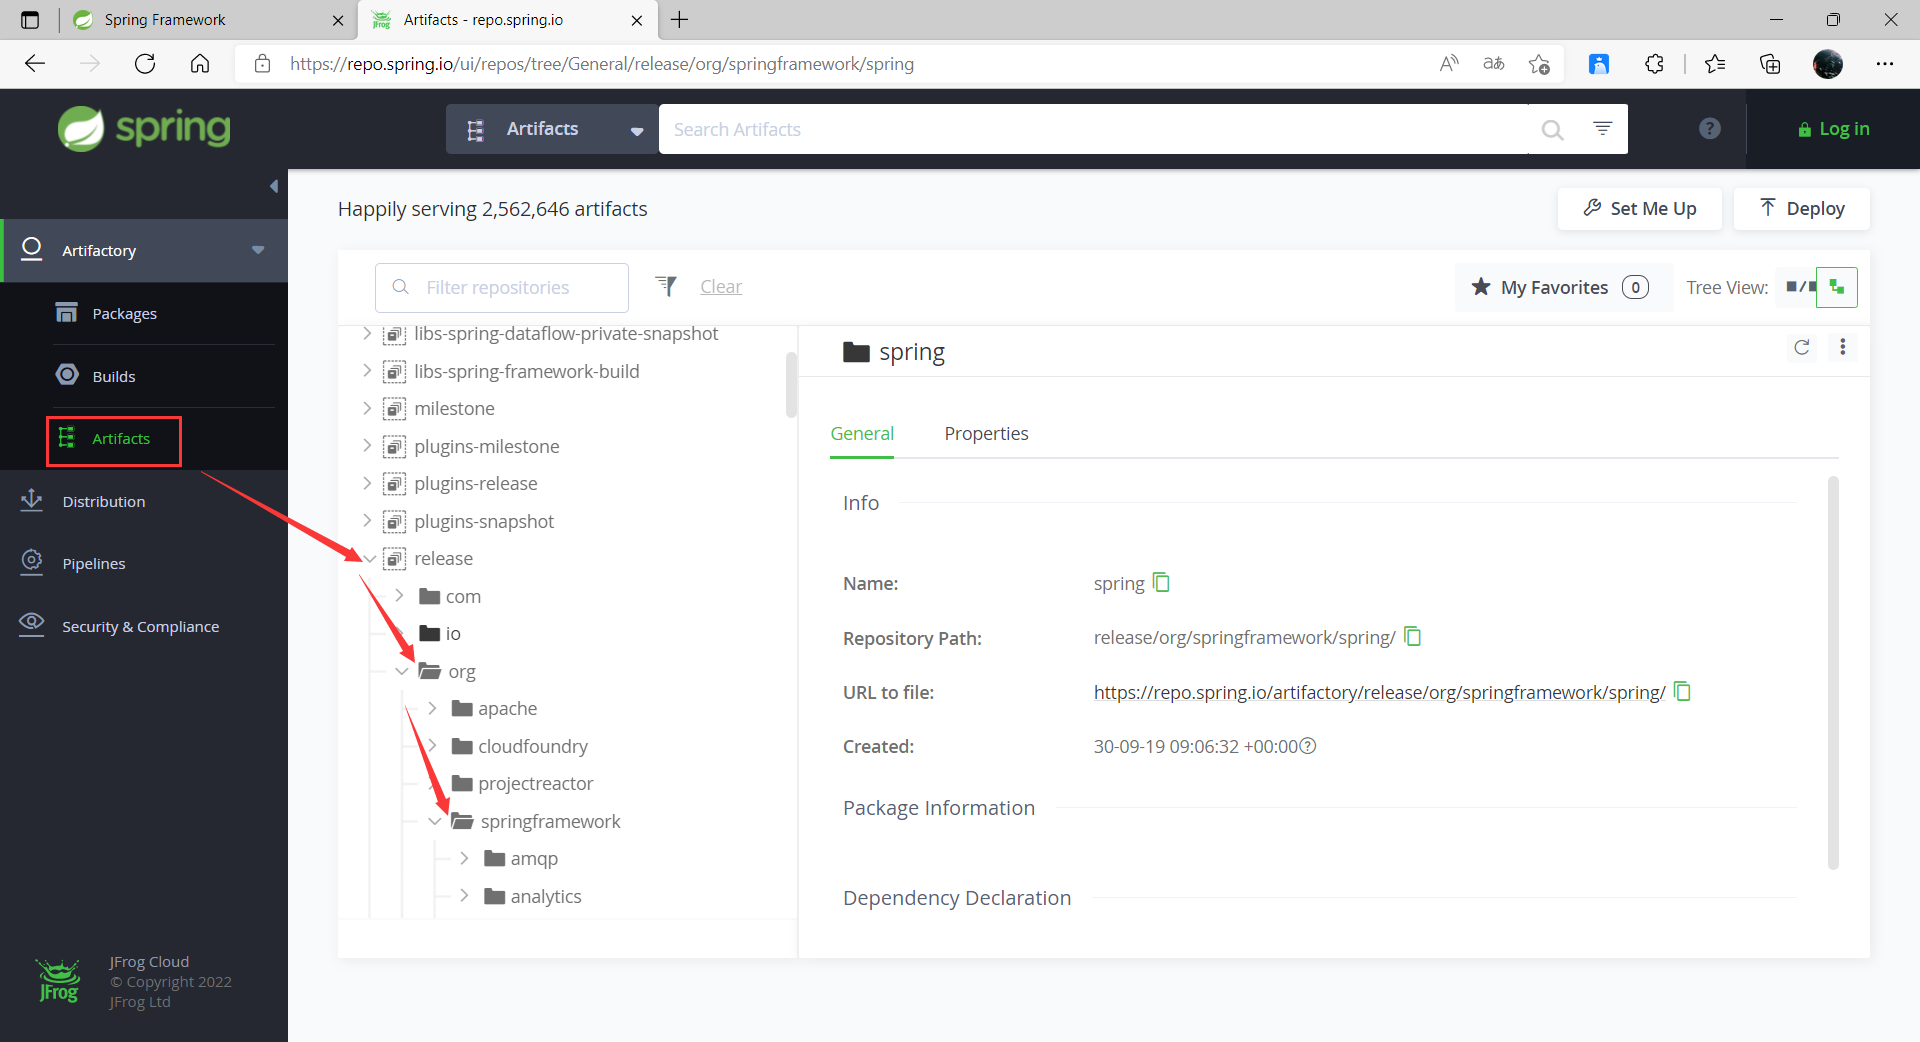 Spring Framework
Artifacts - repo.spring.io
https://repo.spring.io/ui/repos/tree/General/release/org/springframework/spring
spring
Artifacts
Search Artifacts
Log in
Happily serving 2,562,646 artifacts
Set Me Up
Deploy
Artifactory
Packages
Builds
Artifacts
Distribution
Pipelines
Security & Compliance
Filter repositories
Clear
My Favorites 0
Tree View:
libs-spring-dataflow-private-snapshot
libs-spring-framework-build
milestone
plugins-milestone
plugins-release
plugins-snapshot
release
com
io
org
apache
cloudfoundry
projectreactor
springframework
amqp
analytics
spring
General
Properties
Info
Name: spring
Repository Path: release/org/springframework/spring/
URL to file: https://repo.spring.io/artifactory/release/org/springframework/spring/
Created: 30-09-19 09:06:32 +00:00
Package Information
Dependency Declaration
JFrog
JFrog Cloud
© Copyright 2022
JFrog Ltd